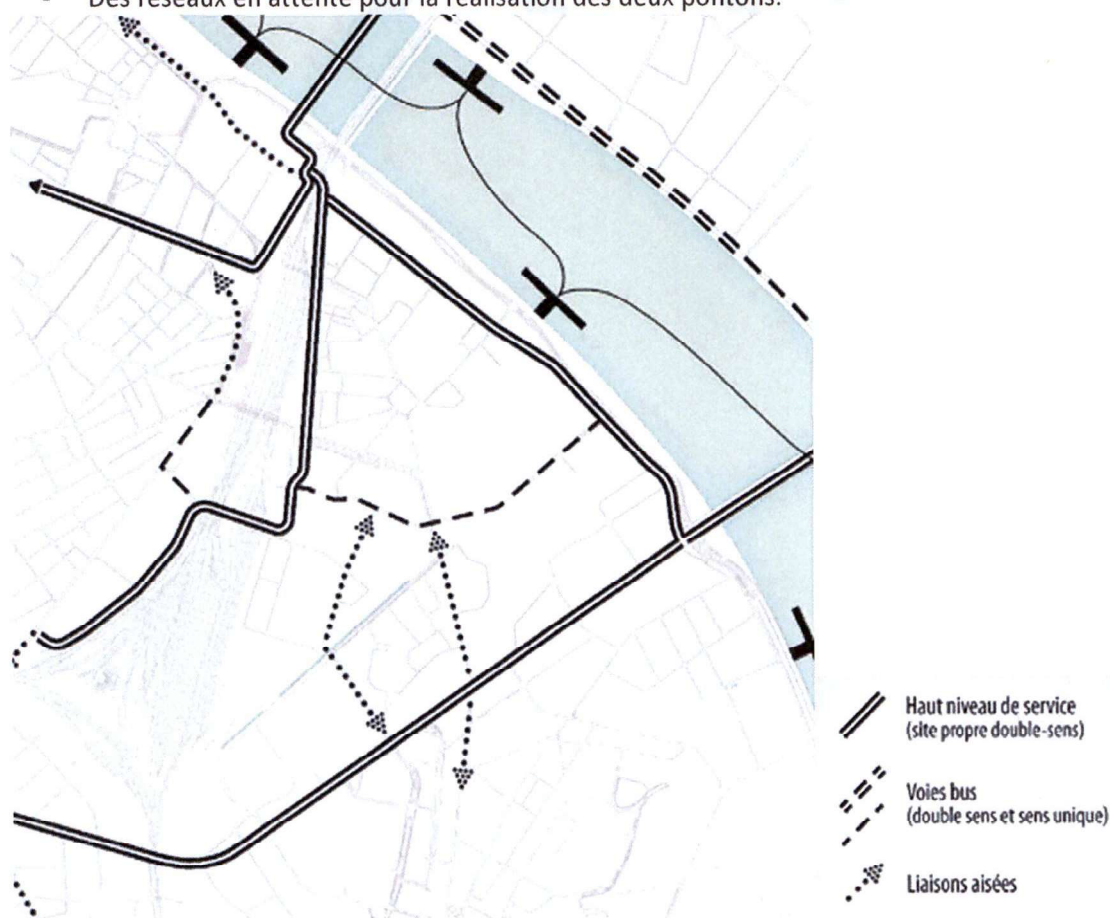 Des réseaux en attente pour la réalisation des deux pontons.
Haut niveau de service
(site propre double-sens)
Voies bus
(double sens et sens unique)
Liaisons aisées